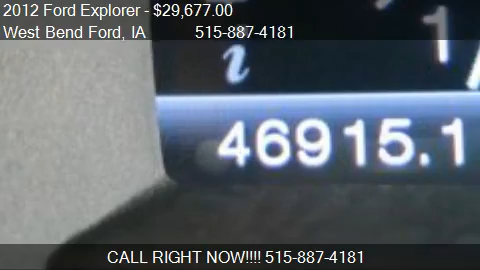 2012 Ford Explorer - $29,677.00
West Bend Ford, IA 515-887-4181
i 1/
46915.1
CALL RIGHT NOW!!!! 515-887-4181